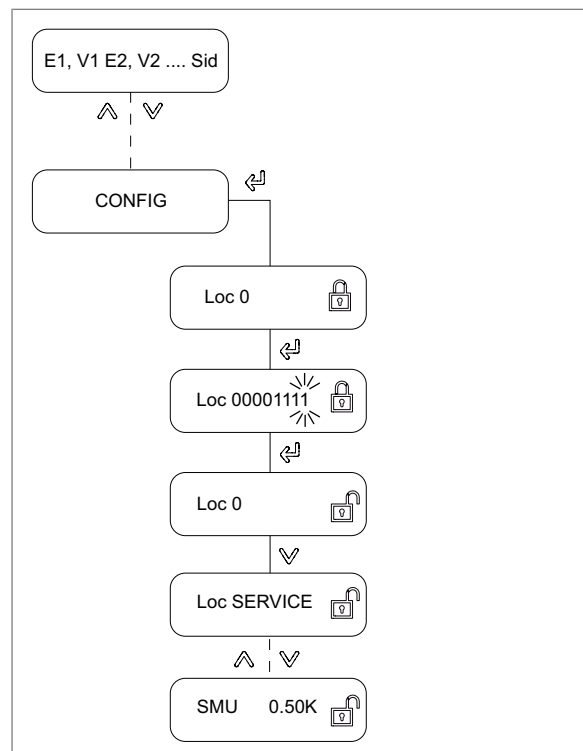 E1, V1 E2, V2 .... Sid
CONFIG
Loc 0
Loc 00001111
Loc 0
Loc SERVICE
SMU 0.50K